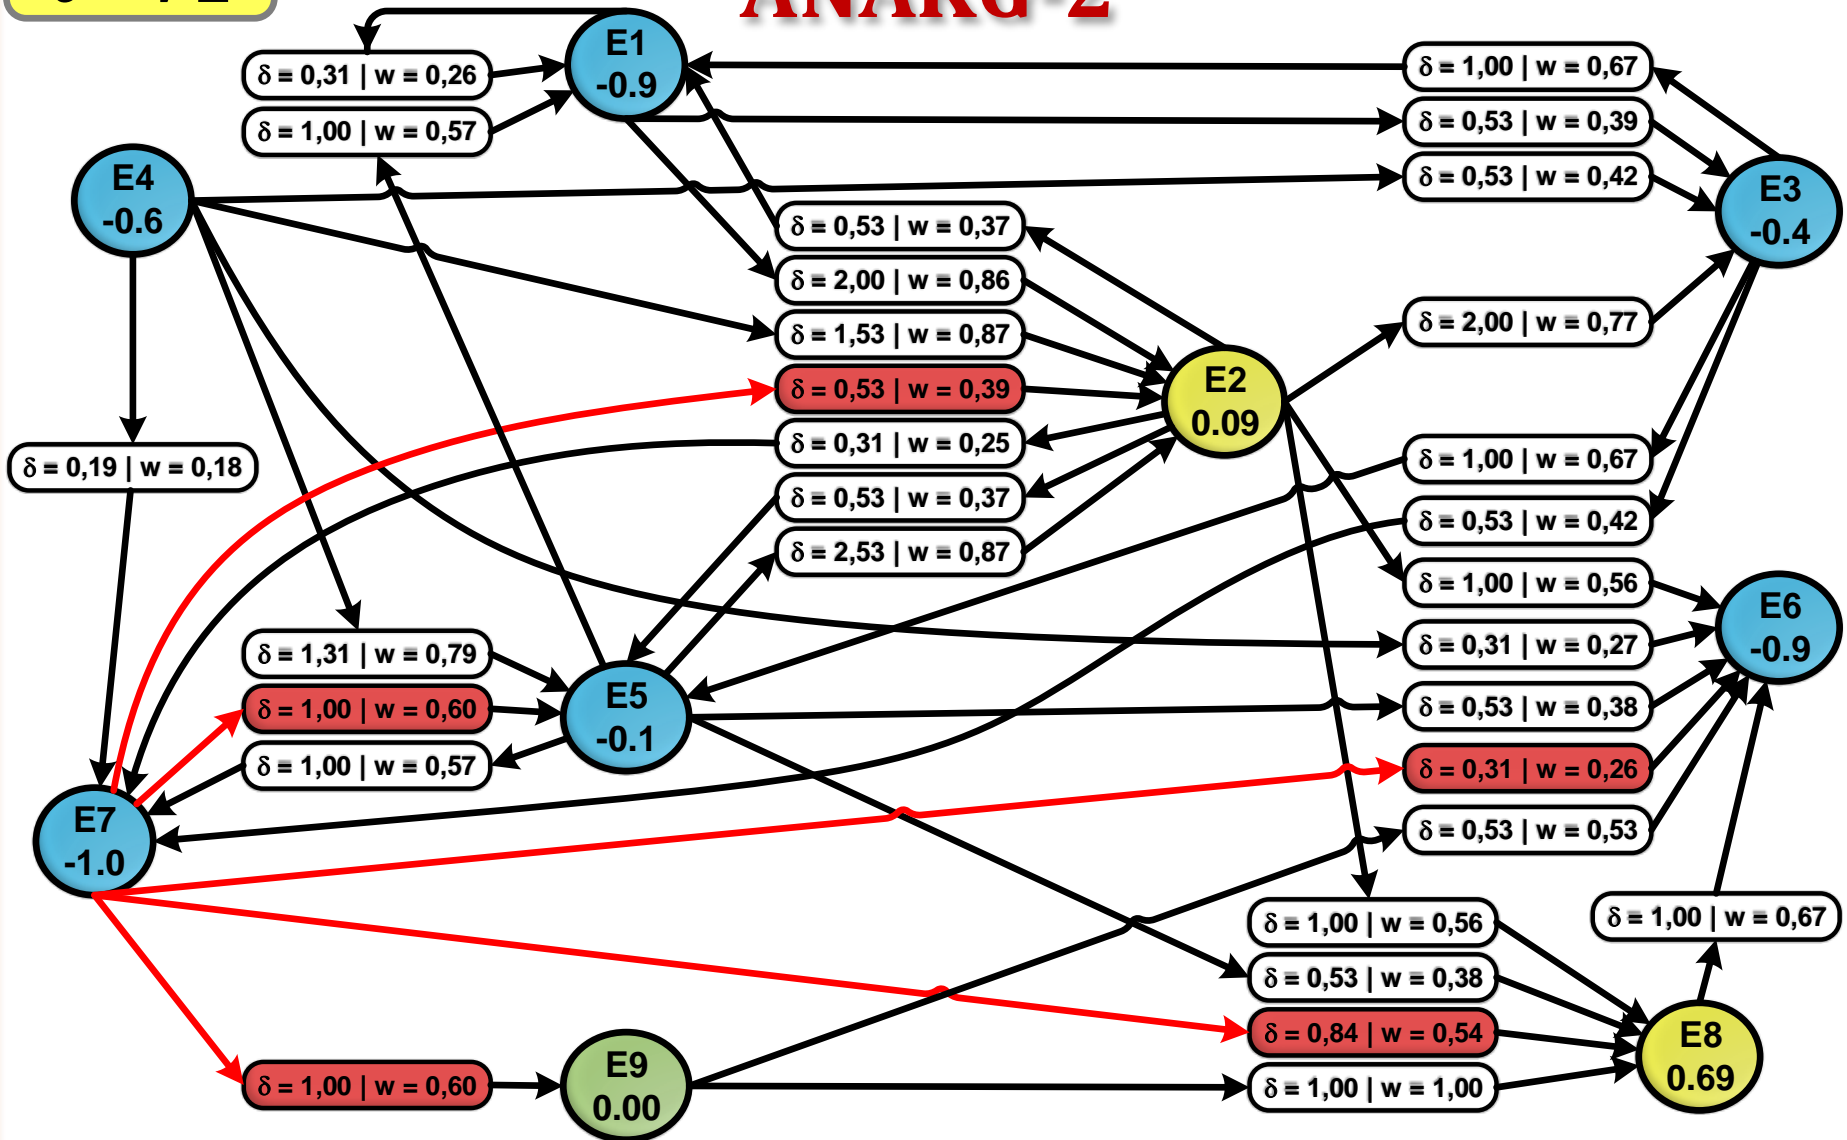 ANAKG-2
E1
-0.9
δ = 0,31 | w = 0,26
δ = 1,00 | w = 0,57
δ = 1,00 | w = 0,67
δ = 0,53 | w = 0,39
δ = 0,53 | w = 0,42
E4
-0.6
E3
-0.4
δ = 0,53 | w = 0,37
δ = 2,00 | w = 0,86
δ = 1,53 | w = 0,87
δ = 0,53 | w = 0,39
δ = 0,31 | w = 0,25
δ = 0,53 | w = 0,37
δ = 2,53 | w = 0,87
E2
0.09
δ = 2,00 | w = 0,77
δ = 0,19 | w = 0,18
δ = 1,00 | w = 0,67
δ = 0,53 | w = 0,42
δ = 1,00 | w = 0,56
δ = 0,31 | w = 0,27
δ = 0,53 | w = 0,38
δ = 0,31 | w = 0,26
δ = 0,53 | w = 0,53
E6
-0.9
δ = 1,31 | w = 0,79
δ = 1,00 | w = 0,60
δ = 1,00 | w = 0,57
E5
-0.1
E7
-1.0
δ = 1,00 | w = 0,56
δ = 0,53 | w = 0,38
δ = 0,84 | w = 0,54
δ = 1,00 | w = 1,00
δ = 1,00 | w = 0,67
E8
0.69
δ = 1,00 | w = 0,60
E9
0.00